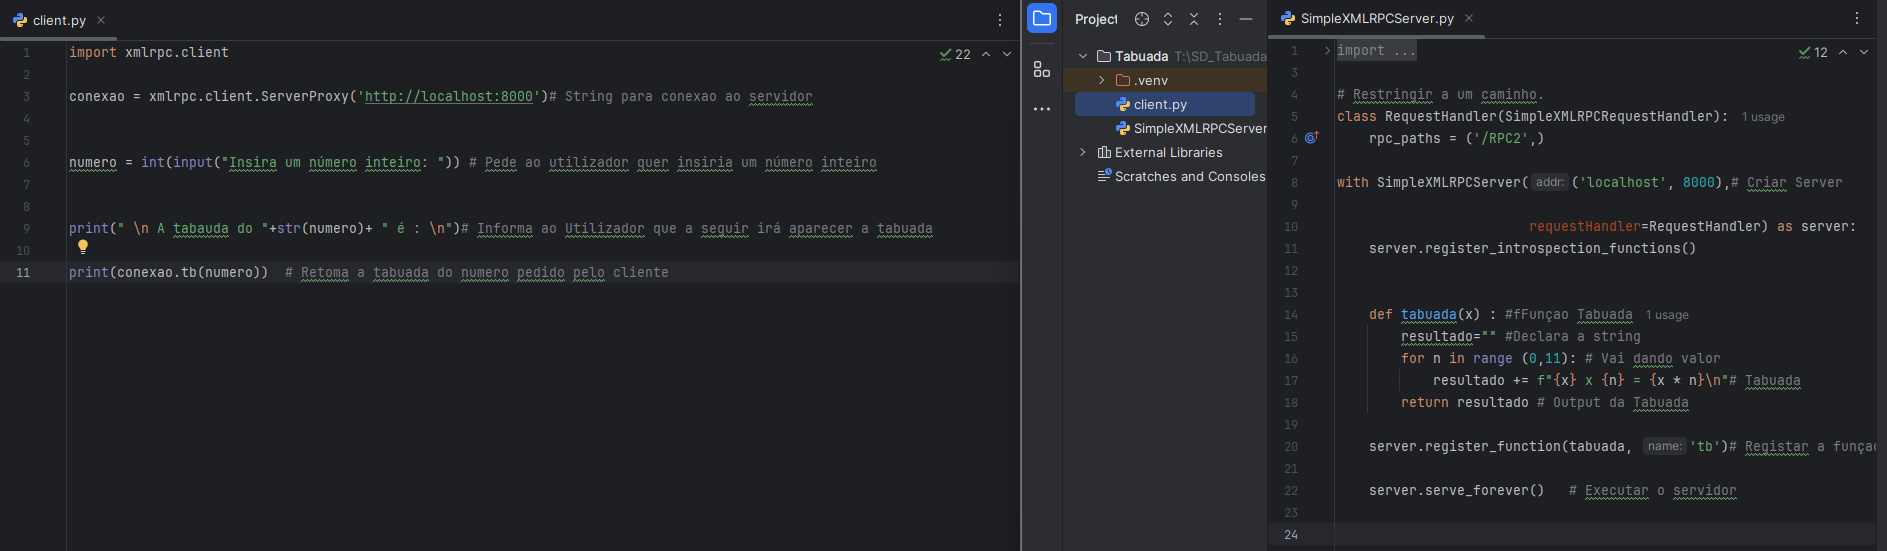 client.py
22
1 import xmlrpc.client
2
3 conexao = xmlrpc.client.ServerProxy('http://localhost:8000')# String para conexao ao servidor
4
5
6 numero = int(input("Insira um número inteiro: ")) # Pede ao utilizador quer insiria um número inteiro
7
8
9 print(" \n A tabauda do "+str(numero)+ " é : \n")# Informa ao Utilizador que a seguir irá aparecer a tabuada
10
11 print(conexao.tb(numero))  # Retoma a tabuada do numero pedido pelo cliente
Project
Tabuada T:\SD_Tabuada
.venv
client.py
SimpleXMLRPCServer
External Libraries
Scratches and Consoles
SimpleXMLRPCServer.py
12
1 import ...
3
4 # Restringir a um caminho.
5 class RequestHandler(SimpleXMLRPCRequestHandler): 1 usage
6     rpc_paths = ('/RPC2',)
7
8 with SimpleXMLRPCServer( addr: ('localhost', 8000),# Criar Server
9
10                         requestHandler=RequestHandler) as server:
11     server.register_introspection_functions()
12
13
14     def tabuada(x) : #fFunçao Tabuada 1 usage
15         resultado="" #Declara a string
16         for n in range (0,11): # Vai dando valor
17             resultado += f"{x} x {n} = {x * n}\n"# Tabuada
18         return resultado # Output da Tabuada
19
20     server.register_function(tabuada, name: 'tb')# Registar a funçao
21
22     server.serve_forever()   # Executar o servidor
23
24